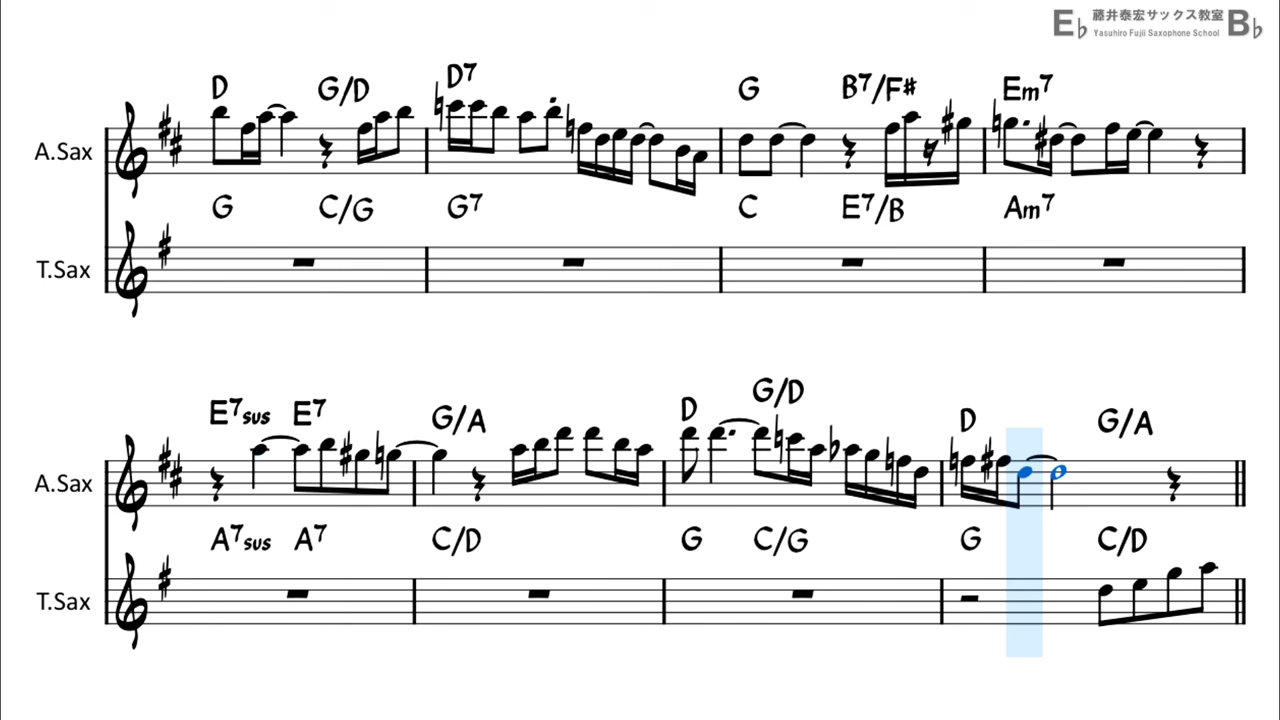 E♭ 藤井泰宏サックス教室 B♭
Yasuhiro Fujii Saxophone School
D G/D D7 G B7/F# Em7
A.Sax
G C/G G7 C E7/B Am7
T.Sax
E7sus E7 G/A D G/D D G/A
A.Sax
A7sus A7 C/D G C/G G C/D
T.Sax